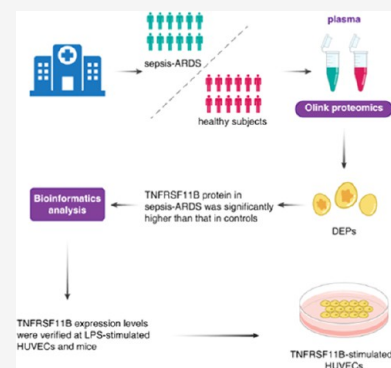 sepsis-ARDS
healthy subjects
plasma
Olink proteomics
DEPs
TNFRSF11B protein in
sepsis-ARDS was significantly
higher than that in controls
Bioinformatics
analysis
TNFRSF11B expression levels
were verified at LPS-stimulated
HUVECs and mice
TNFRSF11B-stimulated
HUVECs